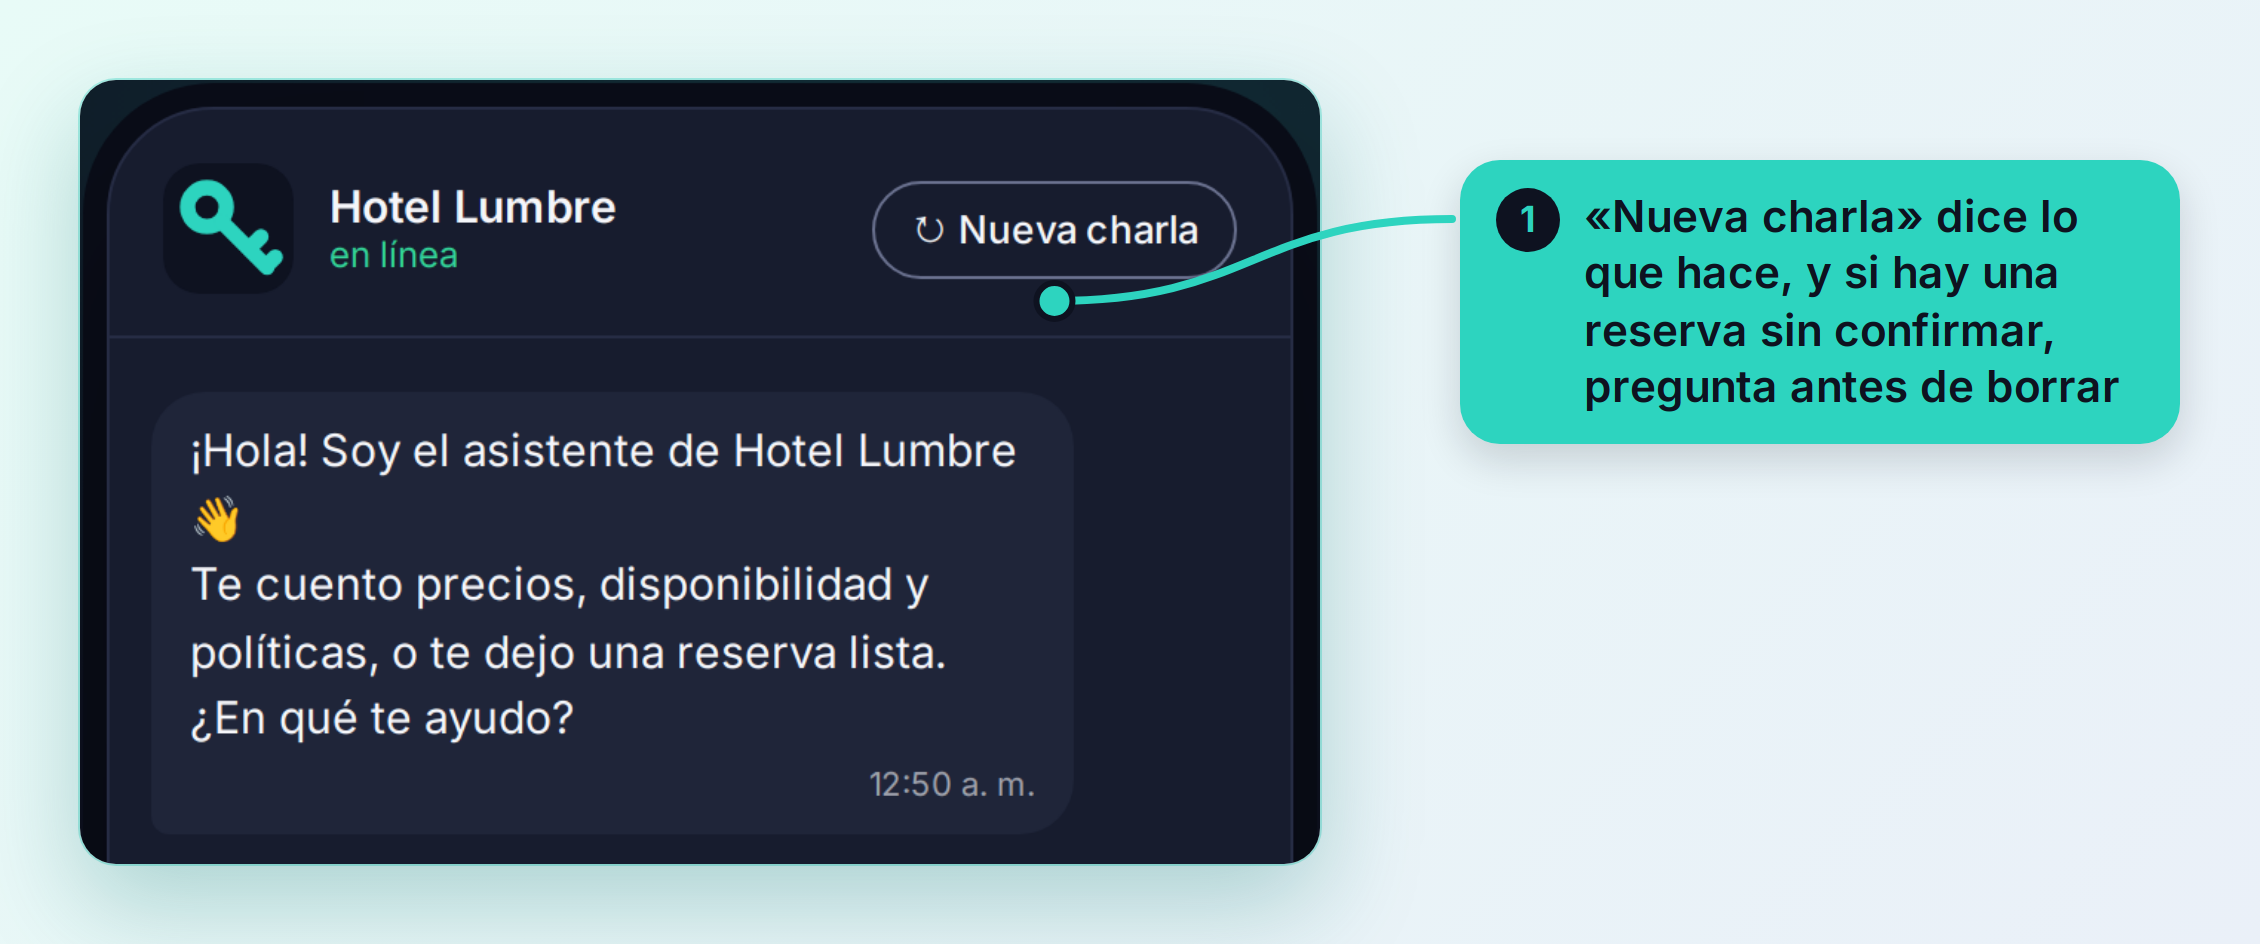 Hotel Lumbre
en línea
↻ Nueva charla
¡Hola! Soy el asistente de Hotel Lumbre
👋
Te cuento precios, disponibilidad y
políticas, o te dejo una reserva lista.
¿En qué te ayudo?
12:50 a. m.
1
«Nueva charla» dice lo
que hace, y si hay una
reserva sin confirmar,
pregunta antes de borrar